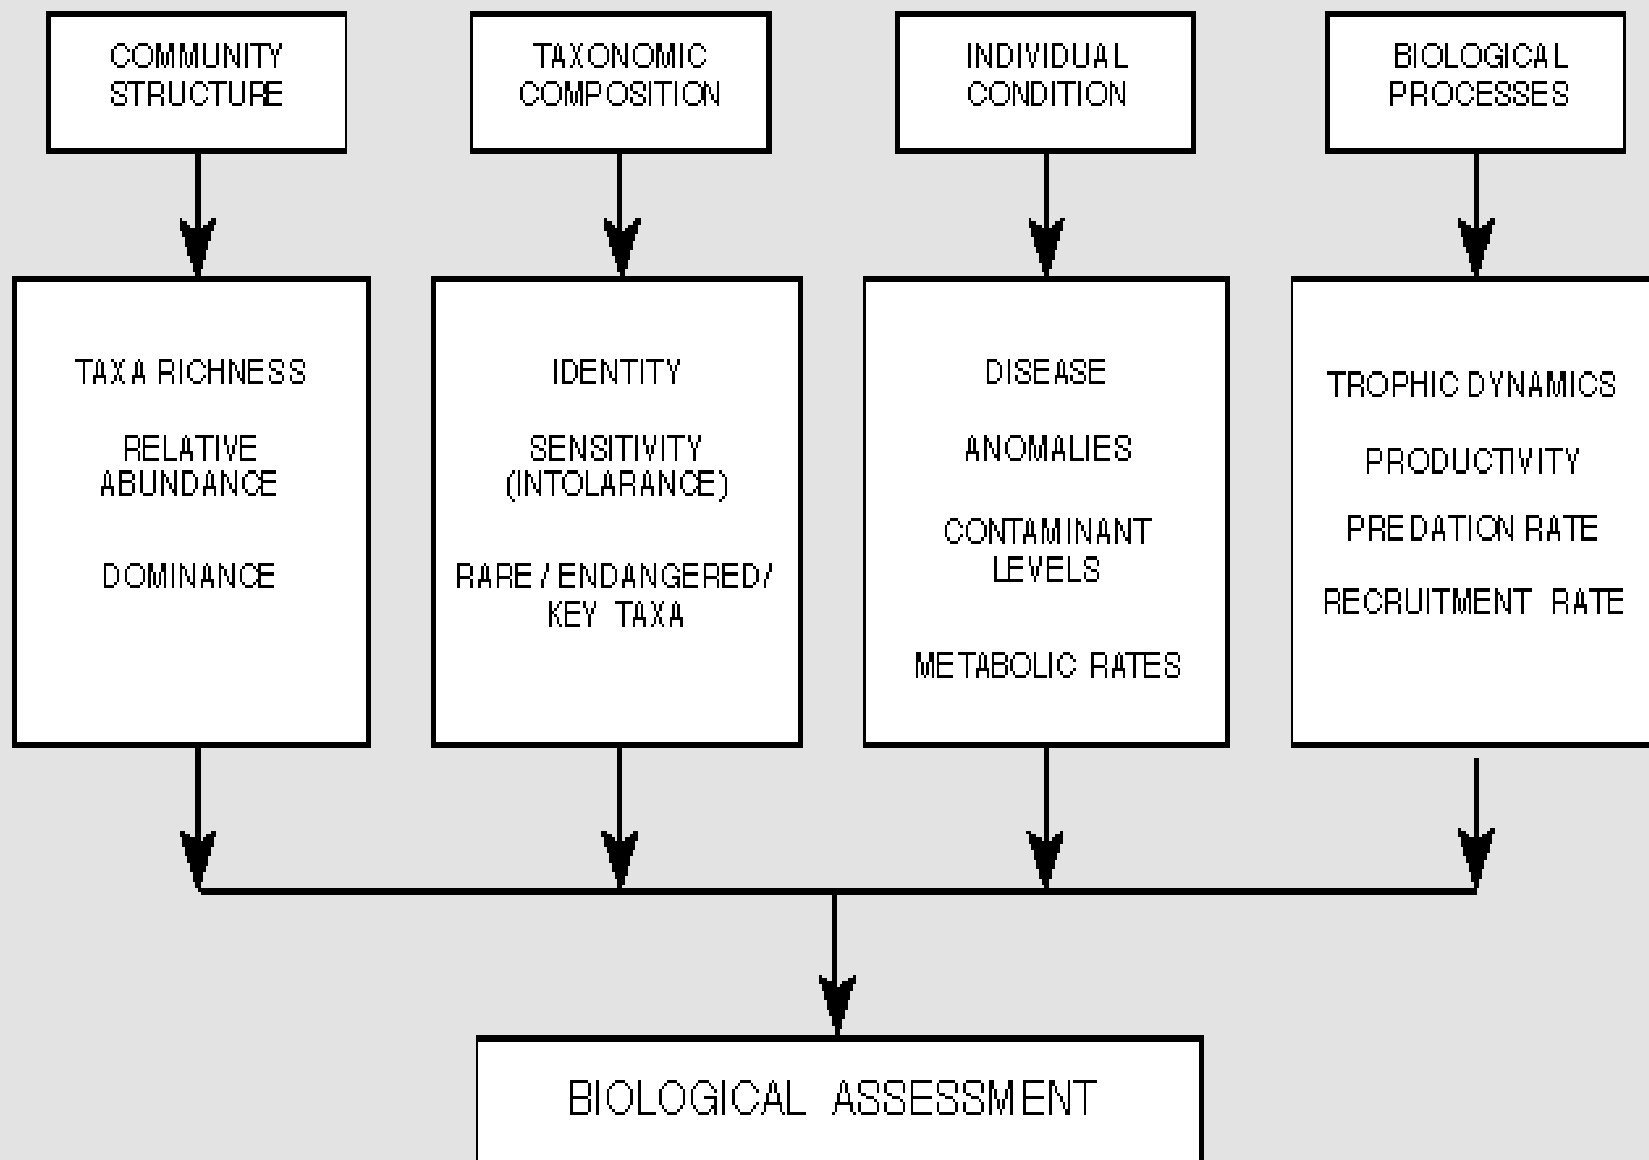 COMMUNITY
STRUCTURE
TAXONOMIC
COMPOSITION
INDIVIDUAL
CONDITION
BIOLOGICAL
PROCESSES
TAXA RICHNESS
RELATIVE
ABUNDANCE
DOMINANCE
IDENTITY
SENSITIVITY
(INTOLARANCE)
RARE / ENDANGERED/
KEY TAXA
DISEASE
ANOMALIES
CONTAMINANT
LEVELS
METABOLIC RATES
TROPHIC DYNAMICS
PRODUCTIVITY
PREDATION RATE
RECRUITMENT RATE
BIOLOGICAL ASSESSMENT